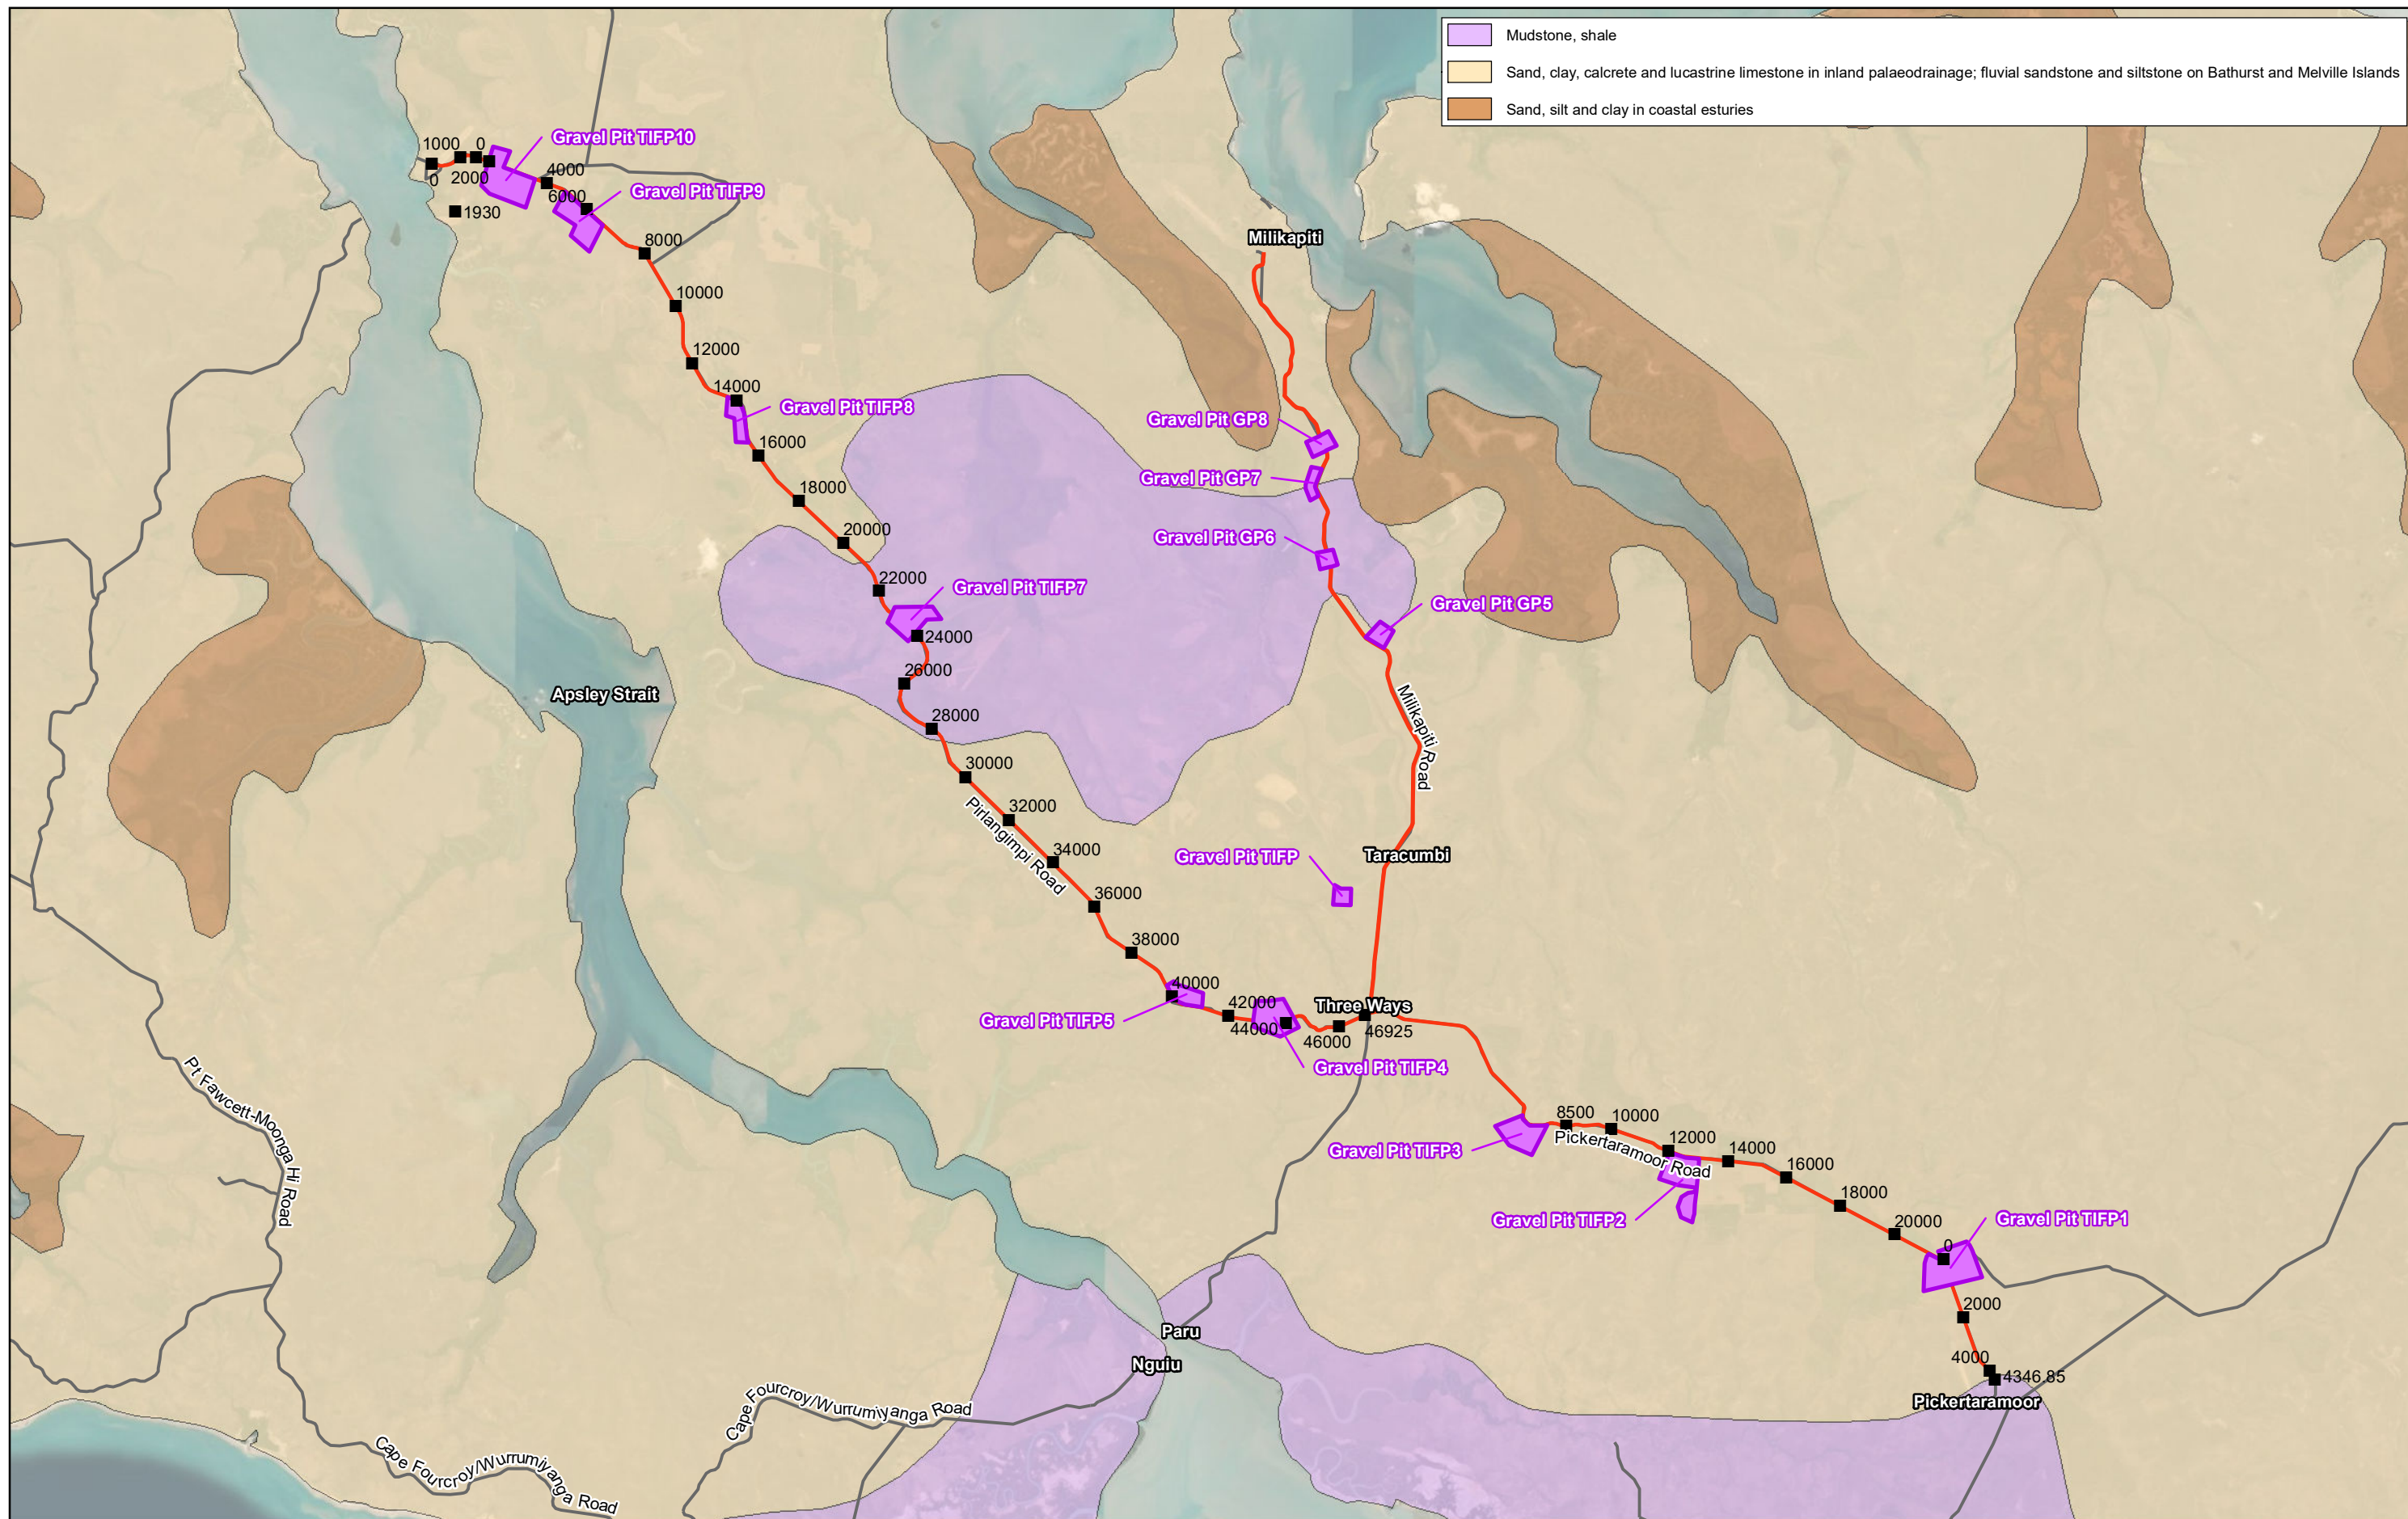 Mudstone, shale
Sand, clay, calcrete and lucastrine limestone in inland palaeodrainage; fluvial sandstone and siltstone on Bathurst and Melville Islands
Sand, silt and clay in coastal esturies
1000
0
Gravel Pit TIFP10
0
2000
4000
6000
Gravel Pit TIFP9
1930
8000
Milikapiti
10000
12000
14000
Gravel Pit TIFP8
Gravel Pit GP8
16000
Gravel Pit GP7
18000
20000
Gravel Pit GP6
22000
Gravel Pit TIFP7
Gravel Pit GP5
24000
26000
Apsley Strait
28000
Milikapiti Road
30000
32000
Pirlangimpi Road
34000
Gravel Pit TIFP
Taracumbi
36000
38000
40000
42000
Three Ways
Gravel Pit TIFP5
44000
46000
46925
Gravel Pit TIFP4
Pt Fawcett-Moonga Hi Road
8500
10000
12000
Pickertaramoor Road
14000
Gravel Pit TIFP3
16000
18000
Gravel Pit TIFP2
20000
Gravel Pit TIFP1
0
2000
Paru
Nguiu
4000
4346.85
Pickertaramoor
Cape Fourcroy/Wurrumiyanga Road
Cape Fourcroy/Wurrumiyanga Road